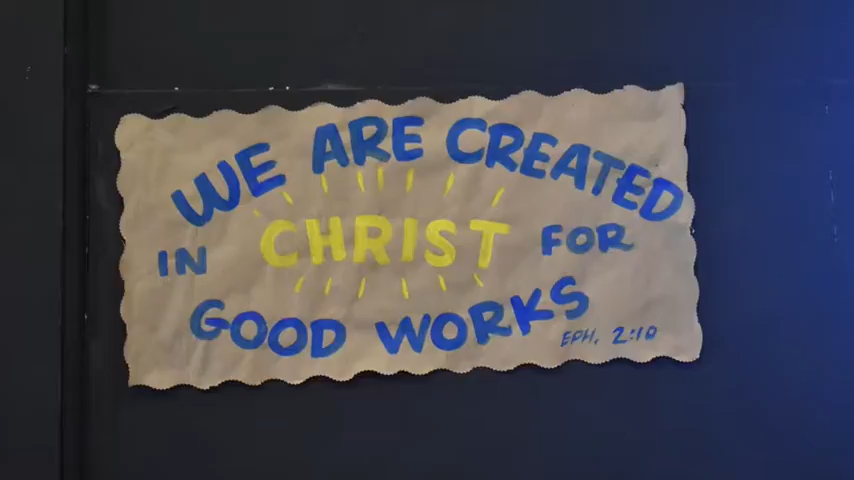 WE ARE CREATED
IN CHRIST FOR
GOOD WORKS
EPH. 2:10